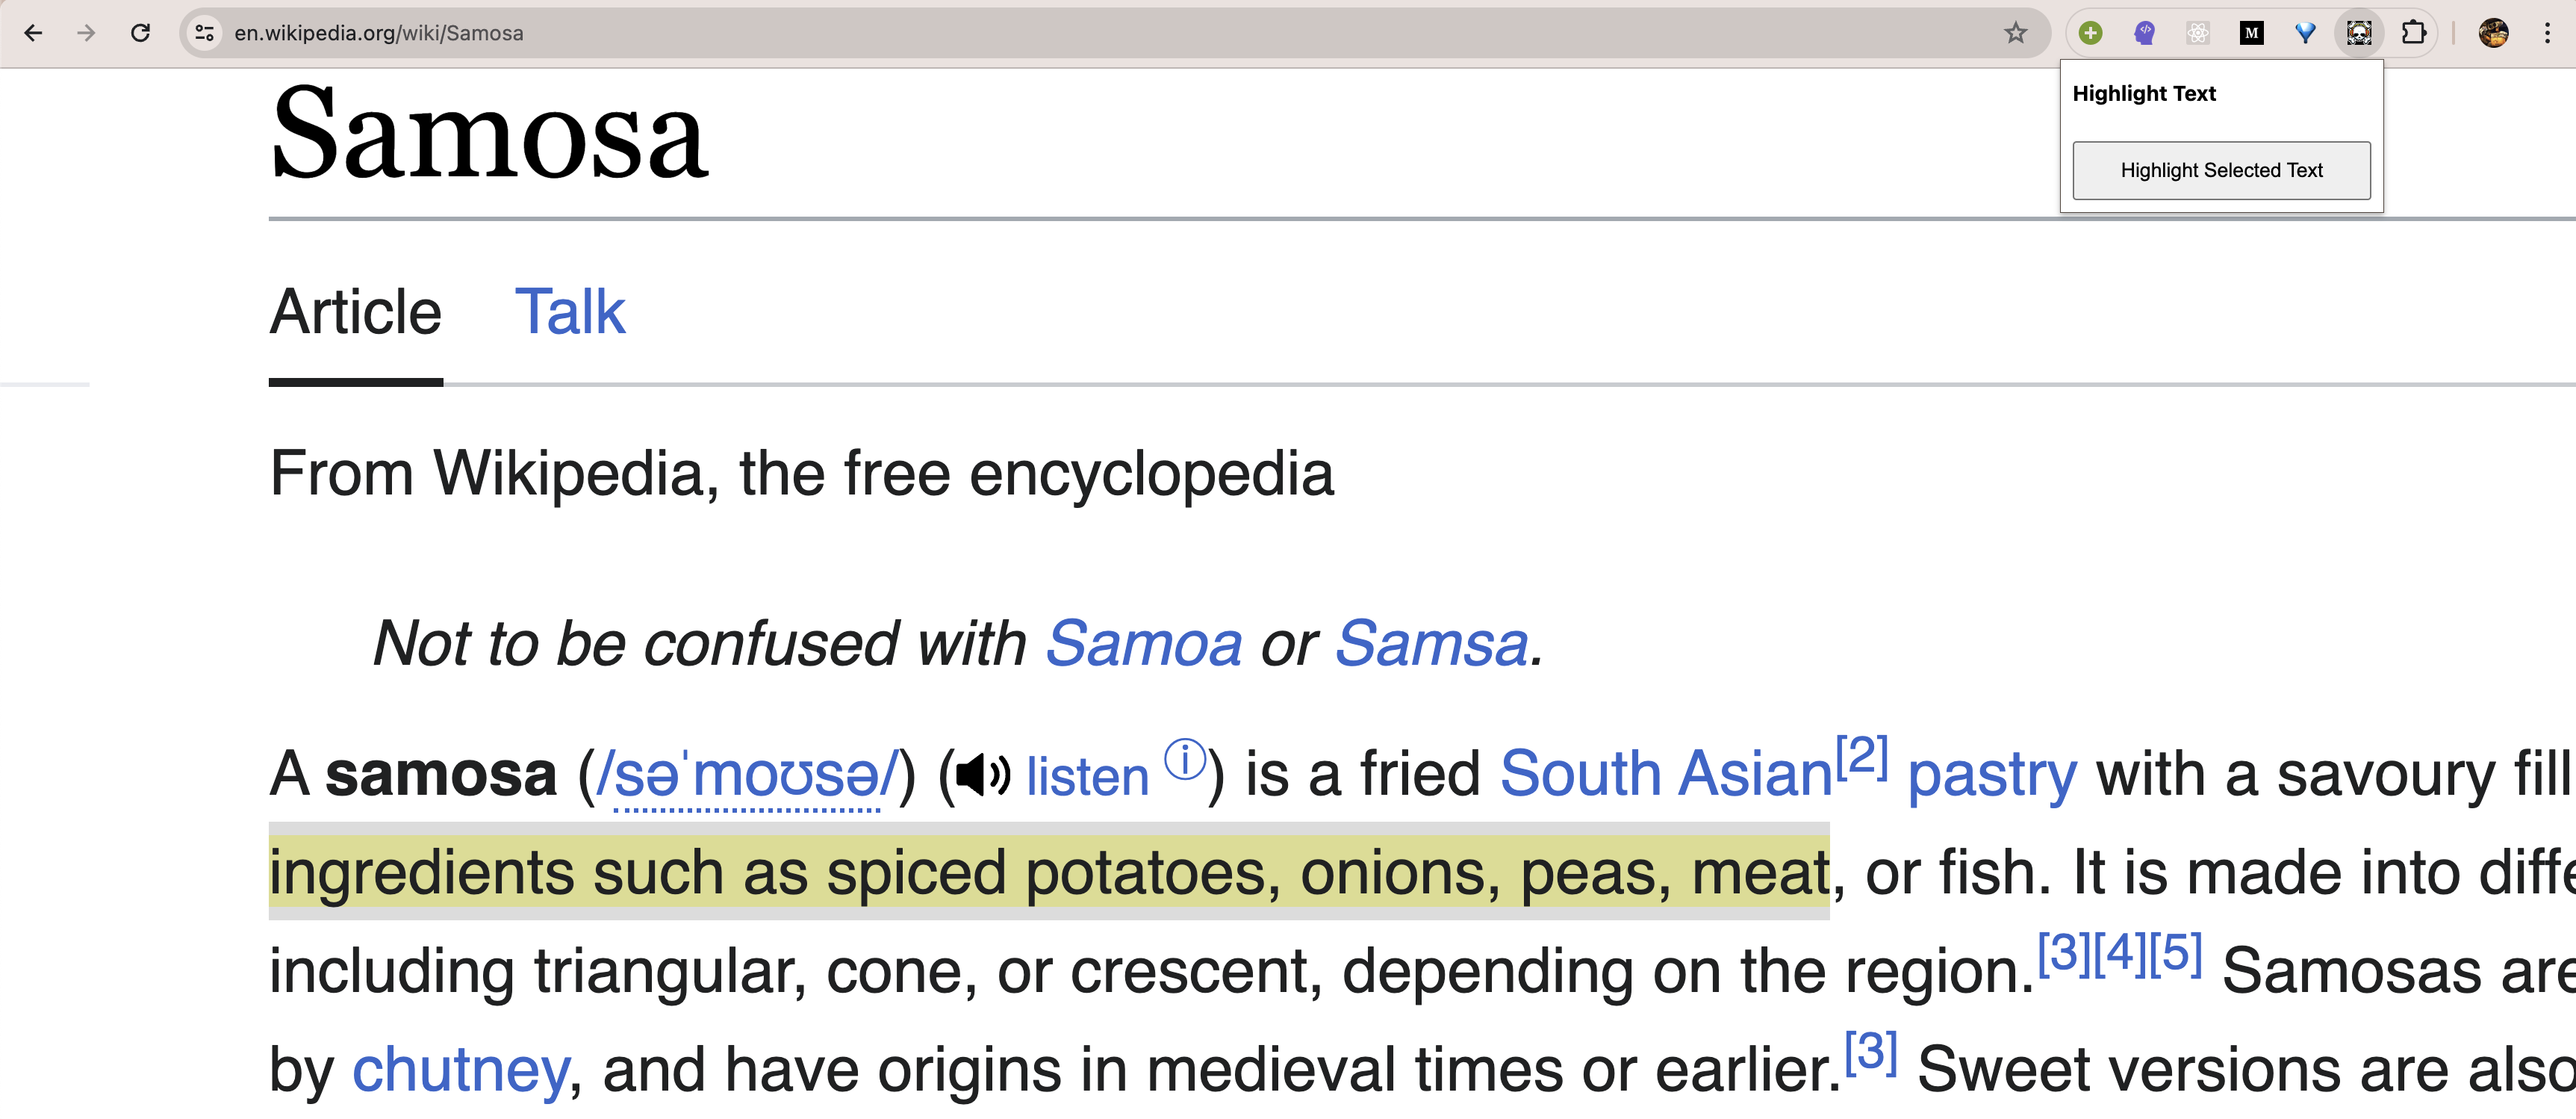 en.wikipedia.org/wiki/Samosa
M
Highlight Text
Highlight Selected Text
Samosa
Article Talk
From Wikipedia, the free encyclopedia
Not to be confused with Samoa or Samsa.
A samosa (/səˈmoʊsə/) (listen ⓘ) is a fried South Asian[2] pastry with a savoury fill
ingredients such as spiced potatoes, onions, peas, meat, or fish. It is made into diffe
including triangular, cone, or crescent, depending on the region.[3][4][5] Samosas are
by chutney, and have origins in medieval times or earlier.[3] Sweet versions are also